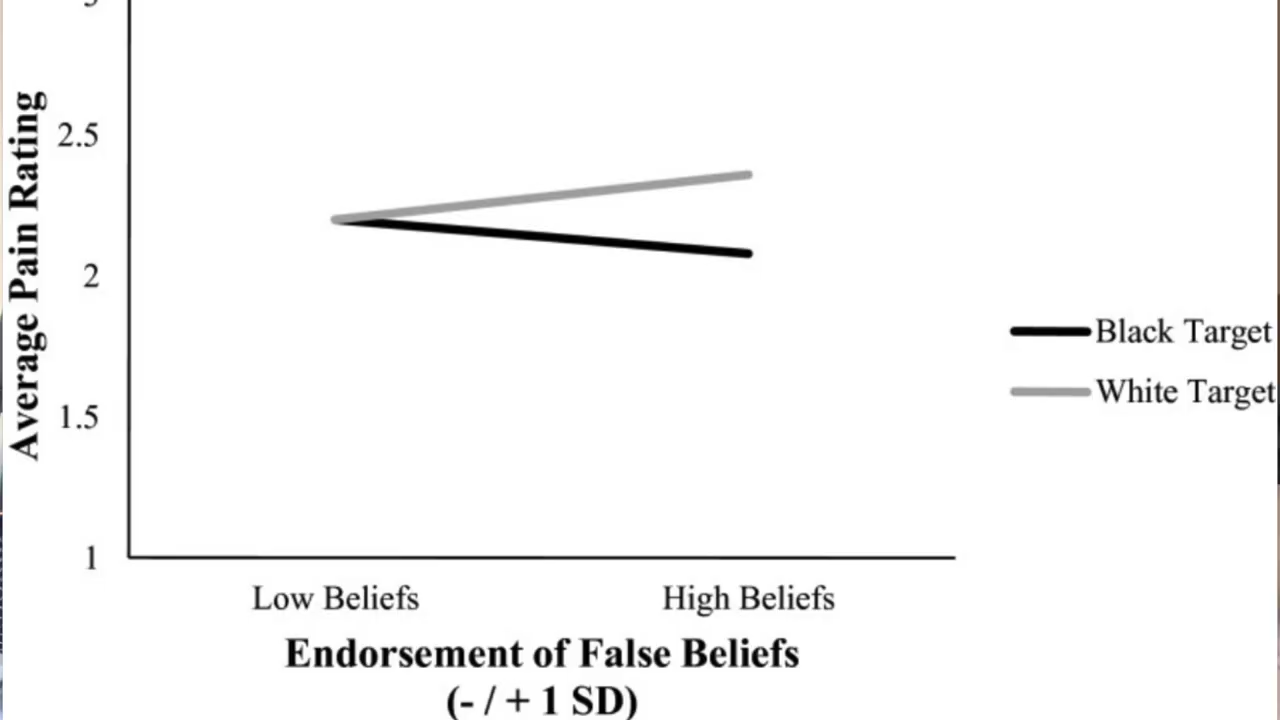 Average Pain Rating
2.5
2
1.5
1
Black Target
White Target
Low Beliefs High Beliefs
Endorsement of False Beliefs
(- / + 1 SD)